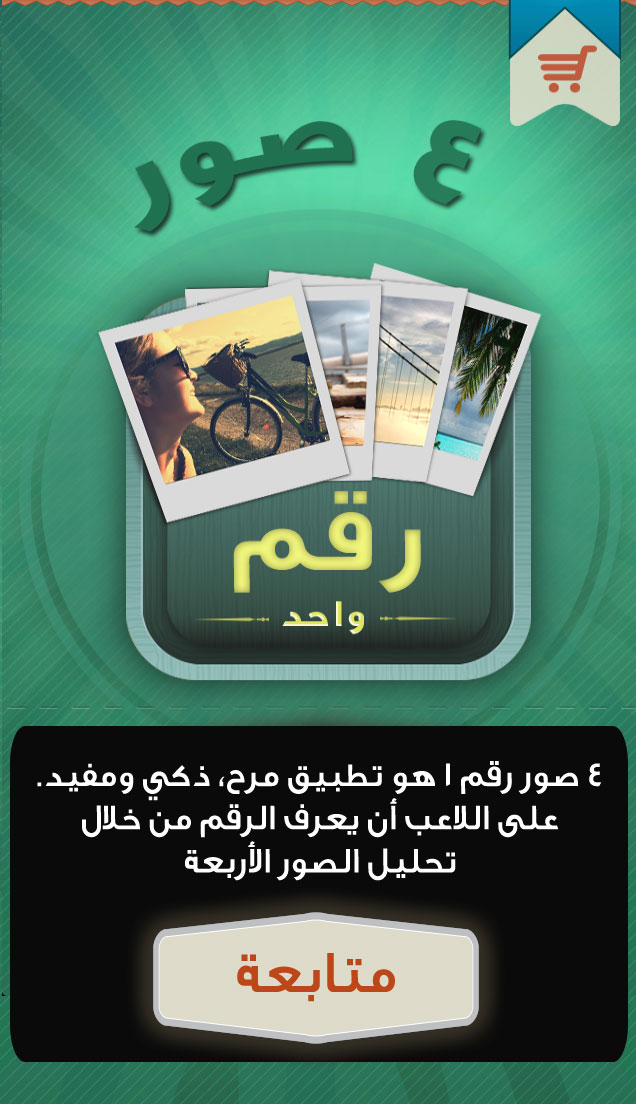 ٤ صور
رقم
واحد
٤ صور رقم ١ هو تطبيق مرح، ذكي ومفيد.
على اللاعب أن يعرف الرقم من خلال
تحليل الصور الأربعة
متابعة